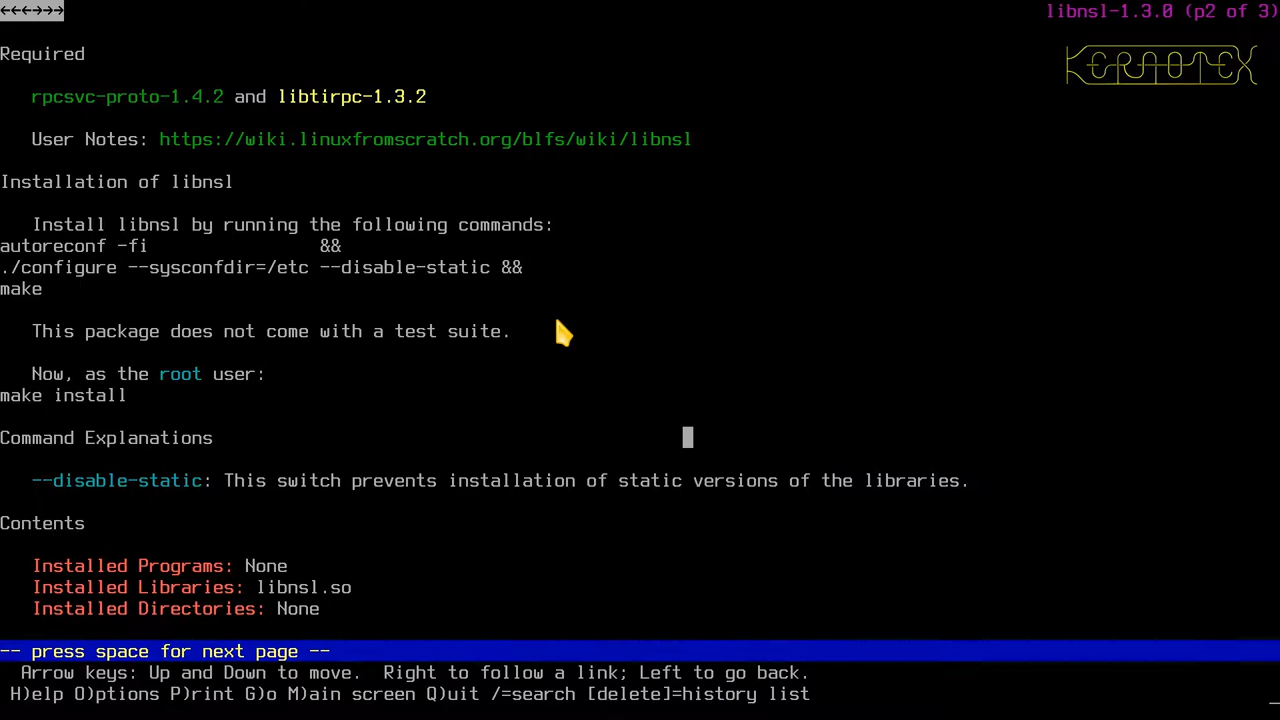 ←←←→→→
libnsl-1.3.0 (p2 of 3)
KERNOTEX
Required
rpcsvc-proto-1.4.2 and libtirpc-1.3.2
User Notes: https://wiki.linuxfromscratch.org/blfs/wiki/libnsl
Installation of libnsl
Install libnsl by running the following commands:
autoreconf -fi                &&
./configure --sysconfdir=/etc --disable-static &&
make
This package does not come with a test suite.
Now, as the root user:
make install
Command Explanations
--disable-static: This switch prevents installation of static versions of the libraries.
Contents
Installed Programs: None
Installed Libraries: libnsl.so
Installed Directories: None
-- press space for next page --
Arrow keys: Up and Down to move.  Right to follow a link; Left to go back.
H)elp O)ptions P)rint G)o M)ain screen Q)uit /=search [delete]=history list